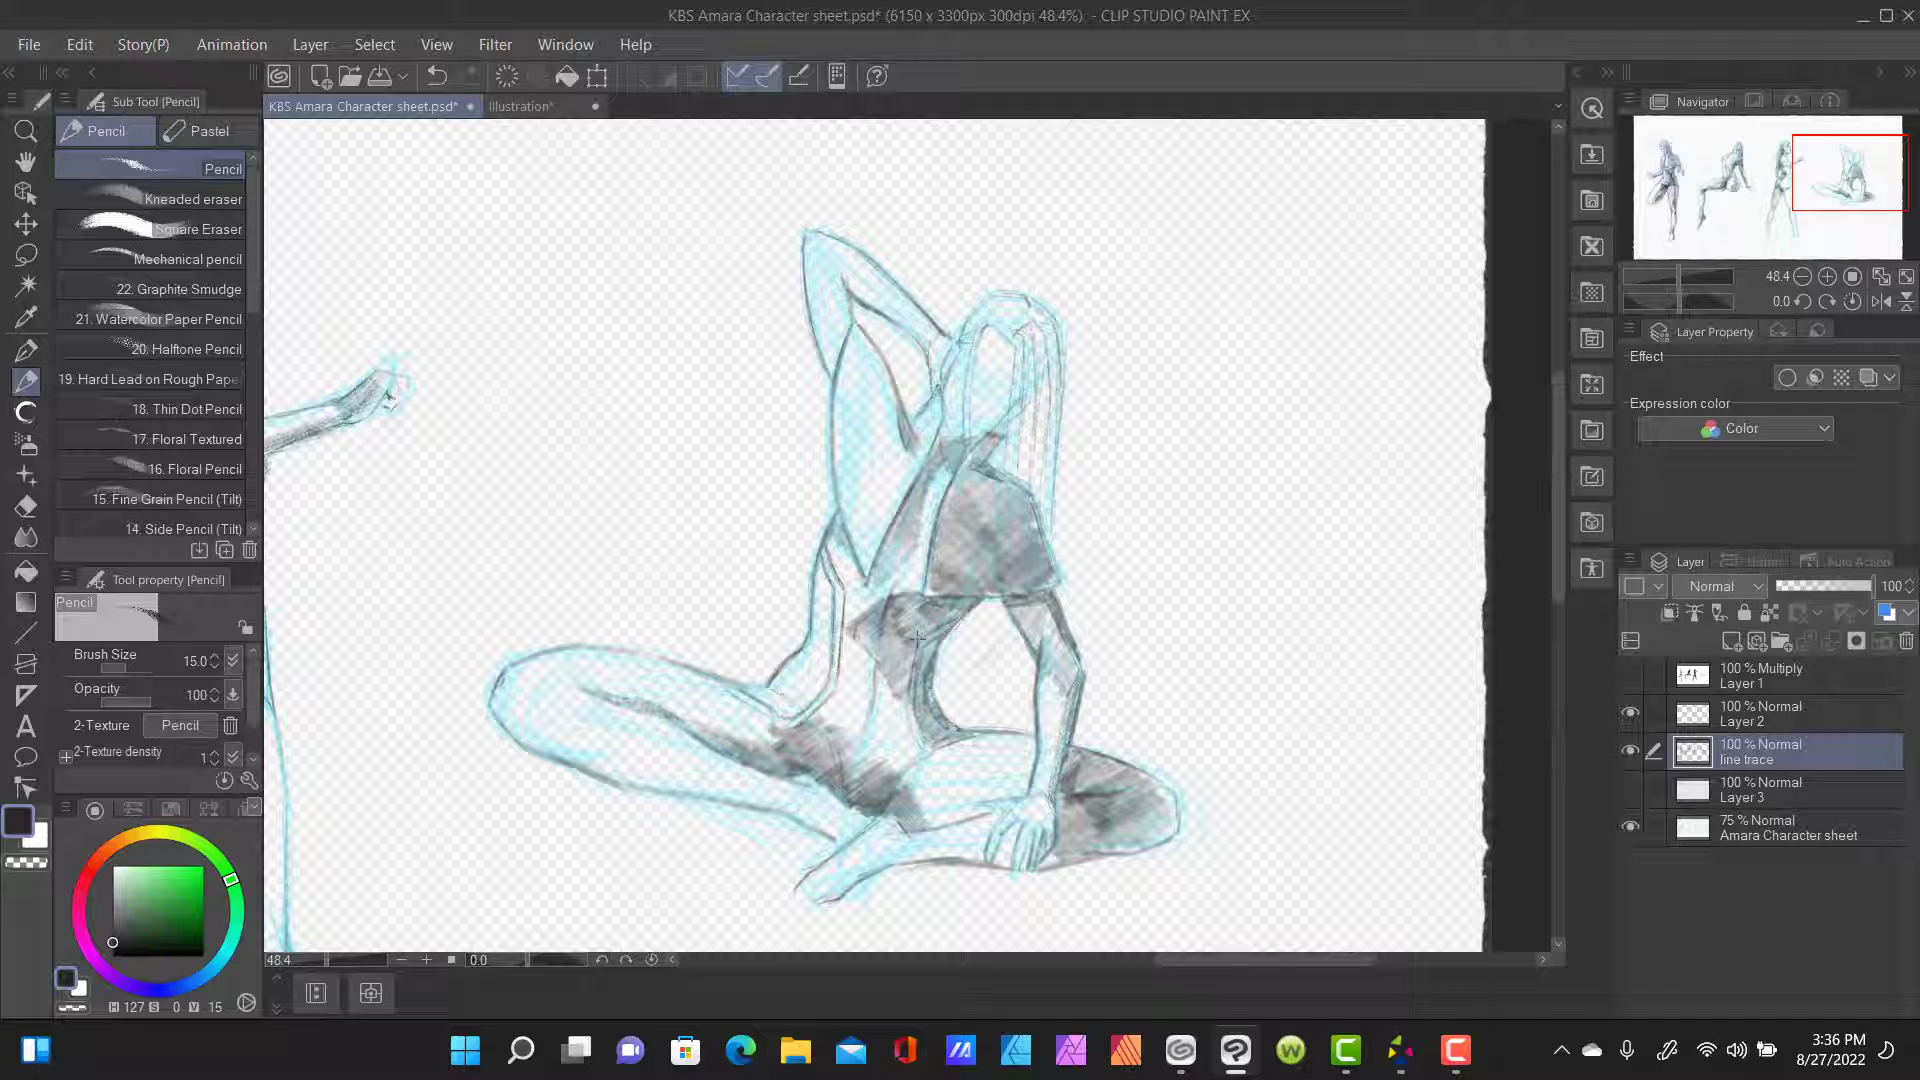 KBS Amara Character sheet.psd* (6150 x 3300px 300dpi 48.4%) - CLIP STUDIO PAINT EX
File Edit Story(P) Animation Layer Select View Filter Window Help
Sub Tool [Pencil]
KBS Amara Character sheet.psd* Illustration*
Navigator
Pencil Pastel
Pencil
Kneaded eraser
Square Eraser
Mechanical pencil
22. Graphite Smudge
21. Watercolor Paper Pencil
20. Halftone Pencil
19. Hard Lead on Rough Pape
18. Thin Dot Pencil
17. Floral Textured
16. Floral Pencil
15. Fine Grain Pencil (Tilt)
14. Side Pencil (Tilt)
48.4
0.0
Layer Property
Effect
Expression color
Color
Tool property [Pencil]
Pencil
Brush Size 15.0
Opacity 100
2-Texture Pencil
2-Texture density 1
Layer Auto Action
Normal 100
100 % Multiply
Layer 1
100 % Normal
Layer 2
100 % Normal
line trace
100 % Normal
Layer 3
75 % Normal
Amara Character sheet
48.4 0.0
H 127 S 0 V 15
3:36 PM
8/27/2022